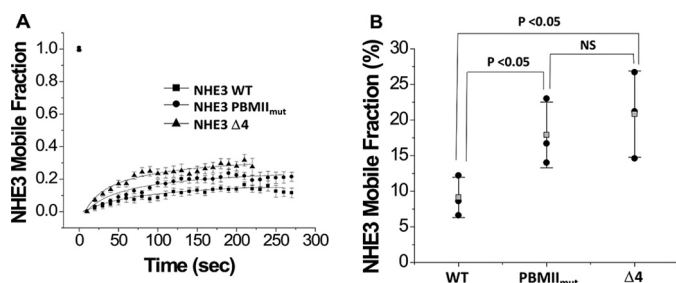 A
NHE3 Mobile Fraction
1.0
0.8
0.6
0.4
0.2
0.0
NHE3 WT
NHE3 PBMIImut
NHE3 Δ4
0 50 100 150 200 250 300
Time (sec)
B
NHE3 Mobile Fraction (%)
30
25
20
15
10
5
0
P <0.05
P <0.05
NS
WT PBMIImut Δ4